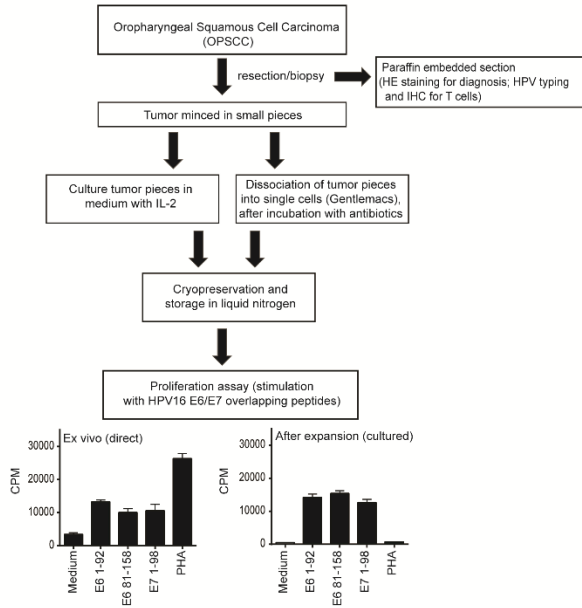 Oropharyngeal Squamous Cell Carcinoma
(OPSCC)
resection/biopsy
Paraffin embedded section
(HE staining for diagnosis; HPV typing
and IHC for T cells)
Tumor minced in small pieces
Culture tumor pieces in
medium with IL-2
Dissociation of tumor pieces
into single cells (Gentlemacs),
after incubation with antibiotics
Cryopreservation and
storage in liquid nitrogen
Proliferation assay (stimulation
with HPV16 E6/E7 overlapping peptides)
Ex vivo (direct)
CPM
30000
20000
10000
0
Medium
E6 1-92
E6 81-158
E7 1-98
PHA
After expansion (cultured)
CPM
30000
20000
10000
0
Medium
E6 1-92
E6 81-158
E7 1-98
PHA